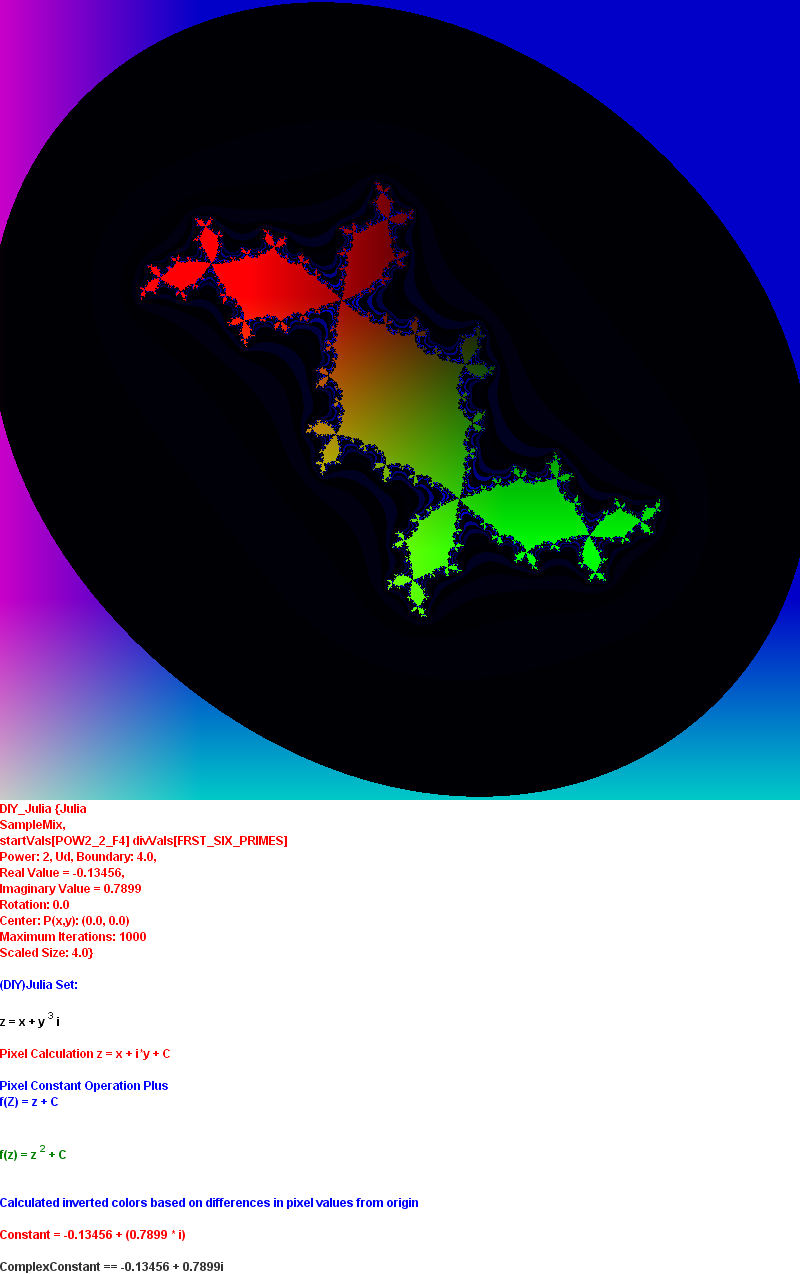 DIY_Julia {Julia
SampleMix,
startVals[POW2_2_F4] divVals[FRST_SIX_PRIMES]
Power: 2, Ud, Boundary: 4.0,
Real Value = -0.13456,
Imaginary Value = 0.7899
Rotation: 0.0
Center: P(x,y): (0.0, 0.0)
Maximum Iterations: 1000
Scaled Size: 4.0}
(DIY)Julia Set:
z = x + y ³ i
Pixel Calculation z = x + i*y + C
Pixel Constant Operation Plus
f(Z) = z + C
f(z) = z ² + C
Calculated inverted colors based on differences in pixel values from origin
Constant = -0.13456 + (0.7899 * i)
ComplexConstant == -0.13456 + 0.7899i